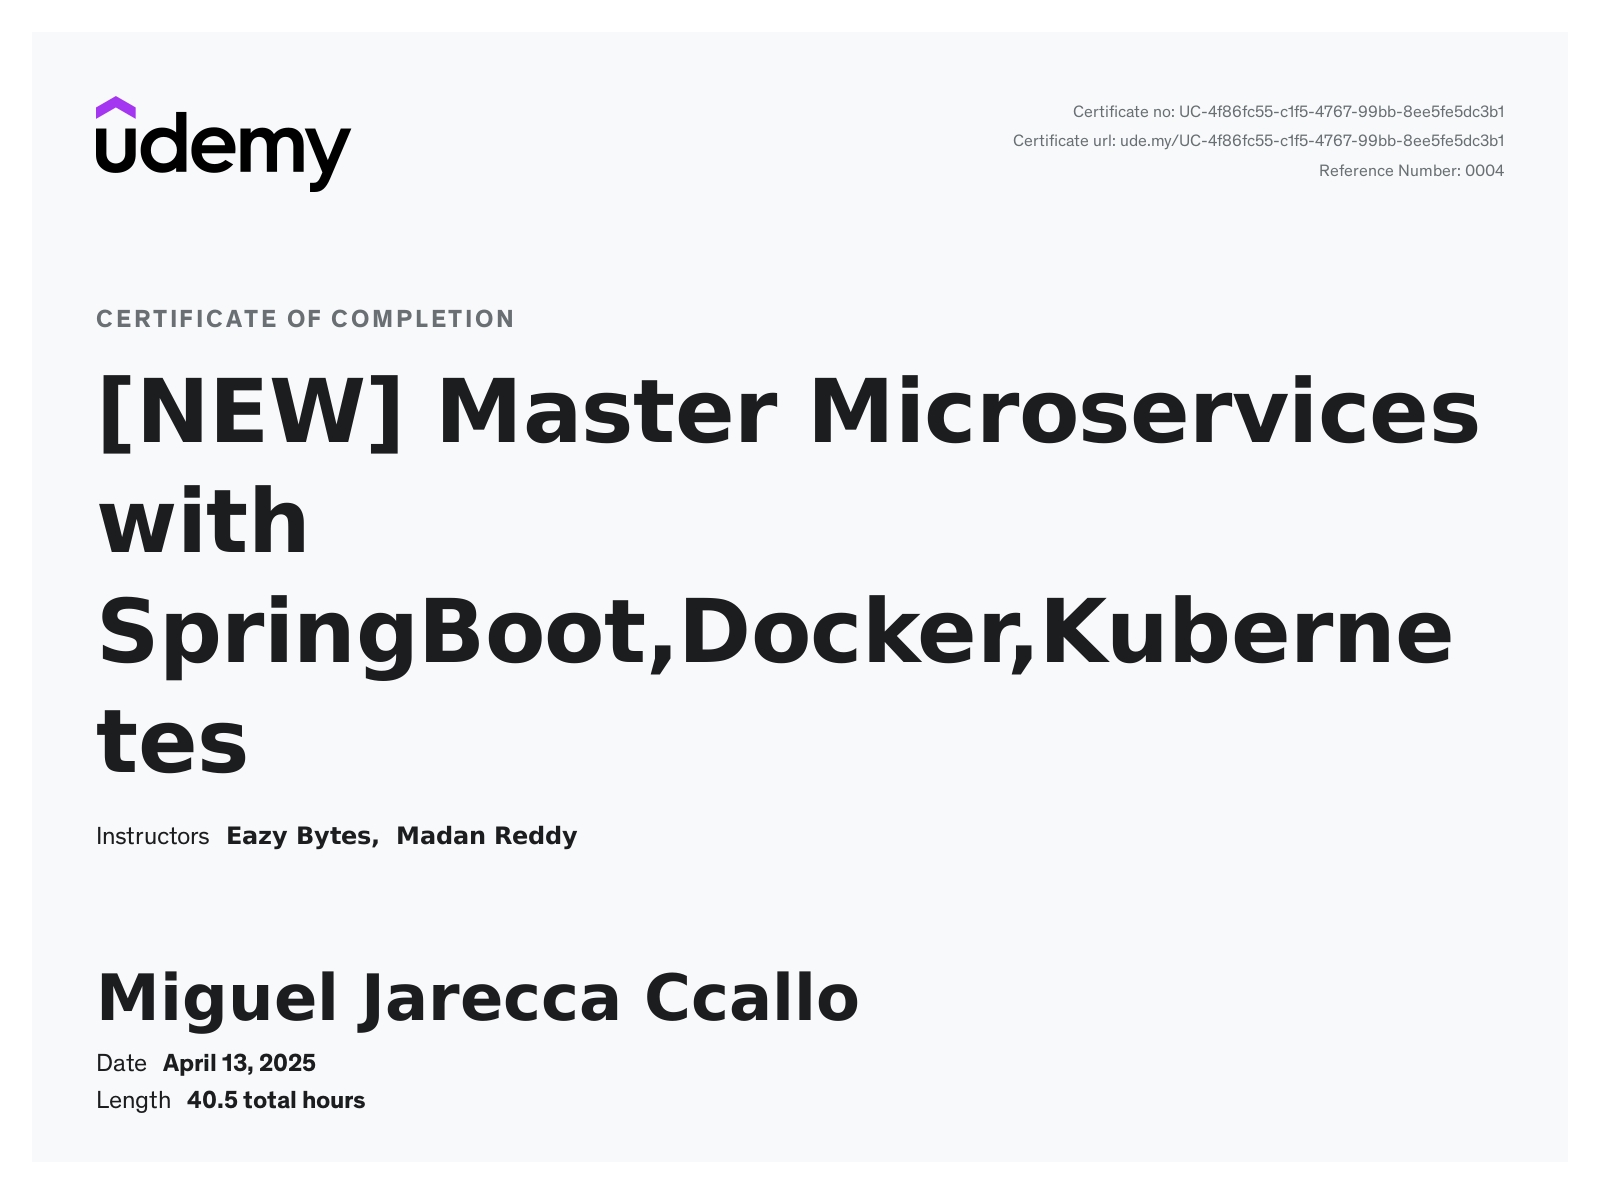 udemy
Certificate no: UC-4f86fc55-c1f5-4767-99bb-8ee5fe5dc3b1
Certificate url: ude.my/UC-4f86fc55-c1f5-4767-99bb-8ee5fe5dc3b1
Reference Number: 0004
CERTIFICATE OF COMPLETION
[NEW] Master Microservices
with
SpringBoot,Docker,Kuberne
tes
Instructors Eazy Bytes, Madan Reddy
Miguel Jarecca Ccallo
Date April 13, 2025
Length 40.5 total hours